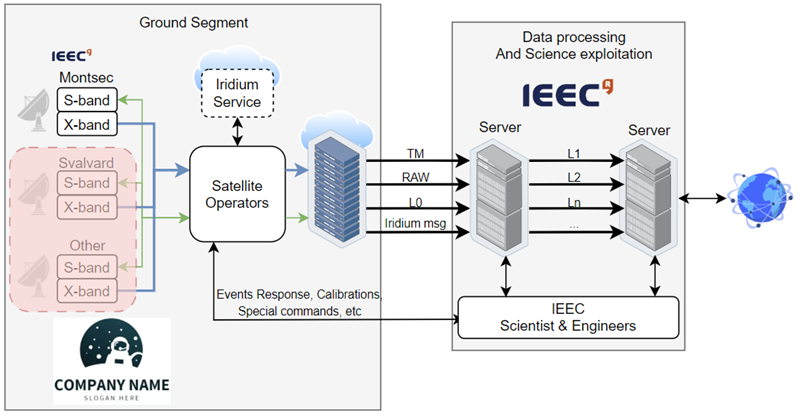 Ground Segment
IEECR
Montsec
S-band
X-band
Svalvard
S-band
X-band
Other
S-band
X-band
COMPANY NAME
SLOGAN HERE
Iridium
Service
Satellite
Operators
Events Response, Calibrations,
Special commands, etc
TM
RAW
L0
Iridium msg
Data processing
And Science exploitation
IEECR
Server
Server
L1
L2
Ln
...
IEEC
Scientist & Engineers